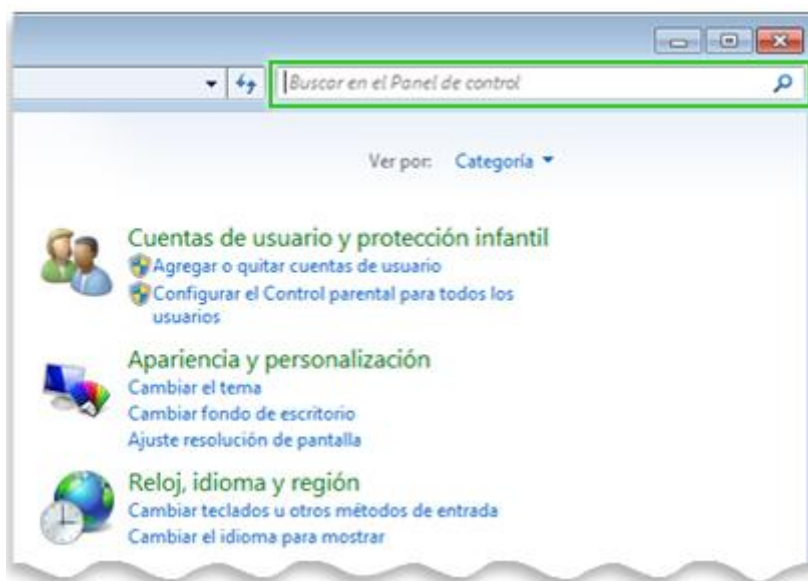 Buscar en el Panel de control
Ver por: Categoría
Cuentas de usuario y protección infantil
Agregar o quitar cuentas de usuario
Configurar el Control parental para todos los
usuarios
Apariencia y personalización
Cambiar el tema
Cambiar fondo de escritorio
Ajuste resolución de pantalla
Reloj, idioma y región
Cambiar teclados u otros métodos de entrada
Cambiar el idioma para mostrar